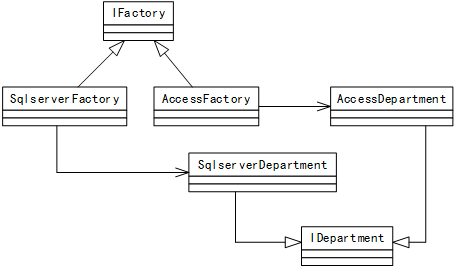 IFactory
SqlserverFactory
AccessFactory
AccessDepartment
SqlserverDepartment
IDepartment